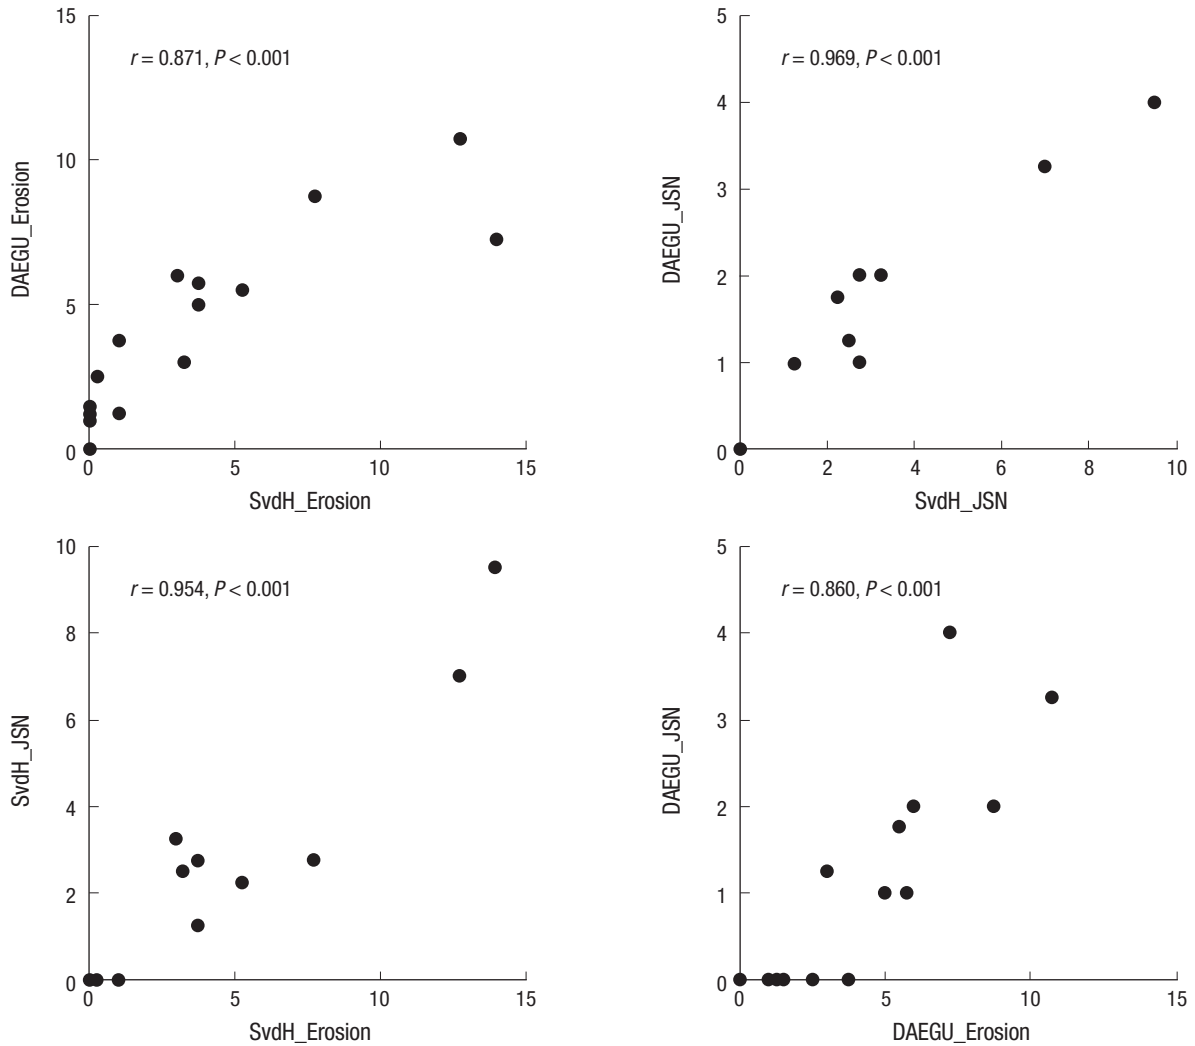 15
r = 0.871, P < 0.001
10
DAEGU_Erosion
5
0
0 5 10 15
SvdH_Erosion
5
r = 0.969, P < 0.001
4
3
DAEGU_JSN
2
1
0
0 2 4 6 8 10
SvdH_JSN
10
r = 0.954, P < 0.001
8
6
SvdH_JSN
4
2
0
0 5 10 15
SvdH_Erosion
5
r = 0.860, P < 0.001
4
3
DAEGU_JSN
2
1
0
0 5 10 15
DAEGU_Erosion